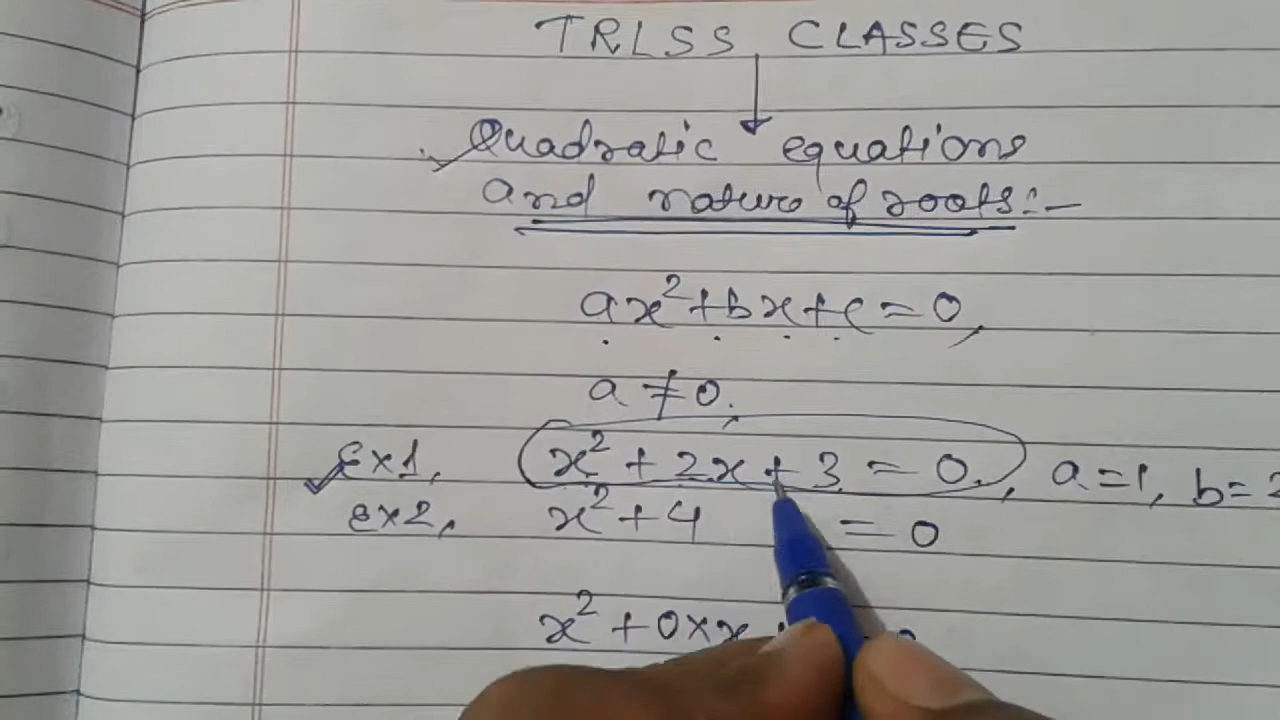 TRLSS CLASSES
Quadratic equations
and nature of roots:-
ax²+bx+c=0,
a≠0.
Ex1, x² + 2x + 3 = 0, a=1, b=2
ex2, x² + 4 = 0
x² + 0×x